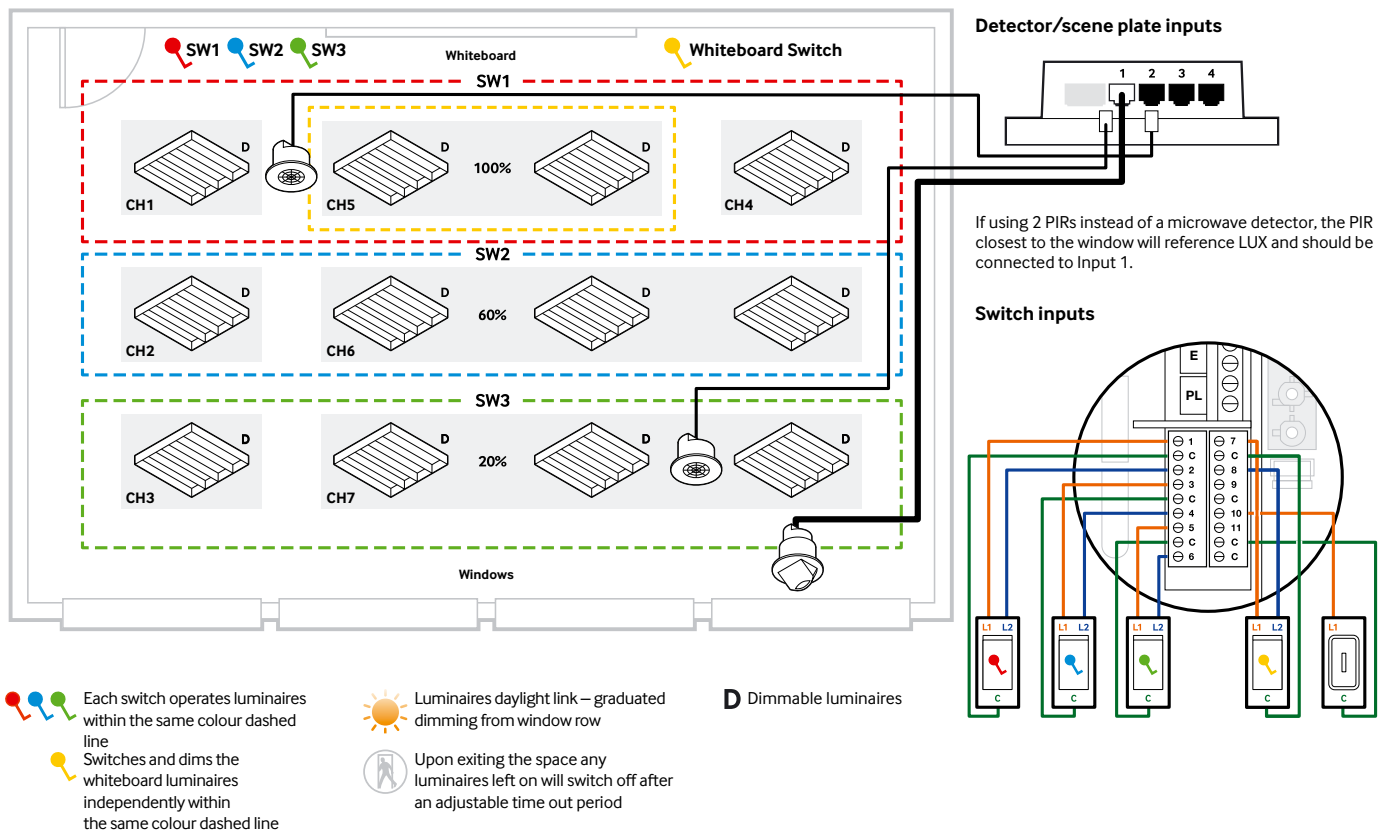 Detector/scene plate inputs
SW1 SW2 SW3
Whiteboard
Whiteboard Switch
SW1
1 2 3 4
D
D
D
D
100%
CH1
CH5
CH4
If using 2 PIRs instead of a microwave detector, the PIR
closest to the window will reference LUX and should be
connected to Input 1.
SW2
D
D
D
D
60%
CH2
CH6
Switch inputs
SW3
D
D
D
D
20%
CH3
CH7
Windows
E
PL
1 7
C C
2 8
3 9
C C
4 10
5 11
C C
6 C
L1 L2
L1 L2
L1 L2
L1 L2
L1
C
C
C
C
C
Each switch operates luminaires
within the same colour dashed
line
Switches and dims the
whiteboard luminaires
independently within
the same colour dashed line
Luminaires daylight link – graduated
dimming from window row
Upon exiting the space any
luminaires left on will switch off after
an adjustable time out period
D Dimmable luminaires